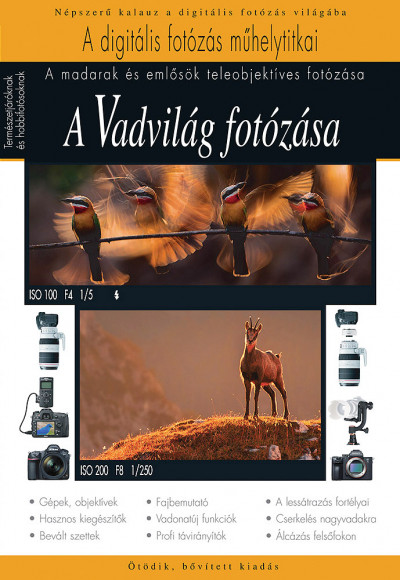 Népszerű kalauz a digitális fotózás világába
A digitális fotózás műhelytitkai
Természetjáróknak
és hobbifotósoknak
A madarak és emlősök teleobjektíves fotózása
A Vadvilág fotózása
ISO 100 F4 1/5
ISO 200 F8 1/250
• Gépek, objektívek
• Hasznos kiegészítők
• Bevált szettek
• Fajbemutató
• Vadonatúj funkciók
• Profi távirányítók
• A lessátrazás fortélyai
• Cserkelés nagyvadakra
• Álcázás felsőfokon
Ötödik, bővített kiadás